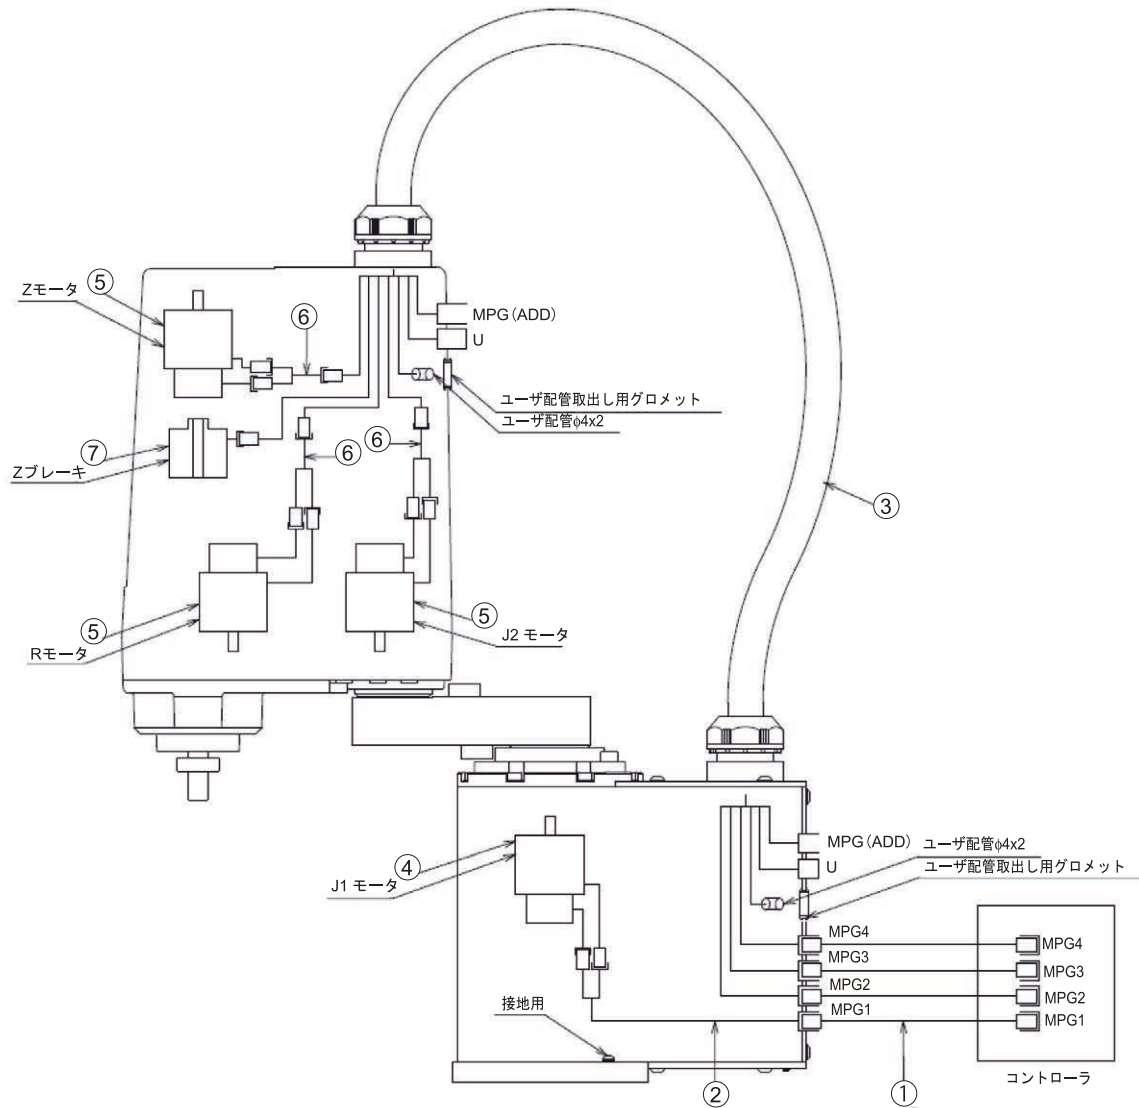 ⑤
Zモータ
⑥
MPG(ADD)
U
ユーザ配管取出し用グロメット
ユーザ配管φ4x2
⑦
Zブレーキ
⑥
⑥
③
⑤
Rモータ
⑤
J2 モータ
④
J1 モータ
MPG(ADD)
ユーザ配管φ4x2
U
ユーザ配管取出し用グロメット
MPG4
MPG4
MPG3
MPG3
MPG2
MPG2
MPG1
MPG1
接地用
②
①
コントローラ